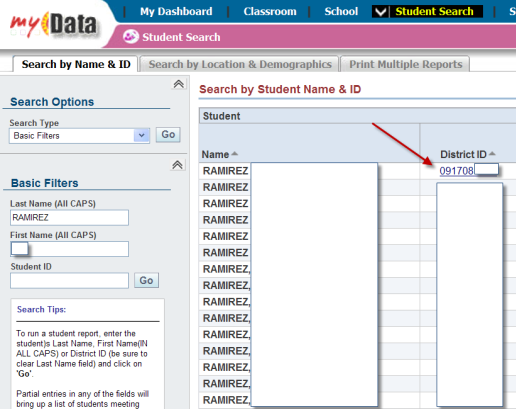 my Data
My Dashboard Classroom School Student Search S
Student Search
Search by Name & ID Search by Location & Demographics Print Multiple Reports
Search Options
Search Type
Basic Filters Go
Basic Filters
Last Name (All CAPS)
RAMIREZ
First Name (All CAPS)
Student ID
Go
Search Tips:
To run a student report, enter the
student)s Last Name, First Name(IN
ALL CAPS) or District ID (be sure to
clear Last Name field) and click on
'Go'.
Partial entries in any of the fields will
bring up a list of students meeting
Search by Student Name & ID
Student
Name District ID
RAMIREZ 091708
RAMIREZ
RAMIREZ
RAMIREZ
RAMIREZ
RAMIREZ
RAMIREZ,
RAMIREZ,
RAMIREZ,
RAMIREZ,
RAMIREZ,
RAMIREZ,
RAMIREZ,
RAMIREZ,
RAMIREZ,